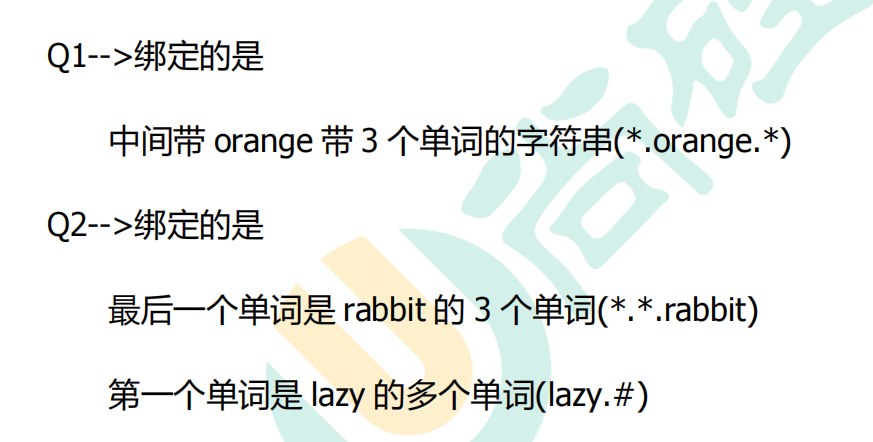 Q1-->绑定的是
中间带 orange 带 3 个单词的字符串(*.orange.*)
Q2-->绑定的是
最后一个单词是 rabbit 的 3 个单词(*.*.rabbit)
第一个单词是 lazy 的多个单词(lazy.#)